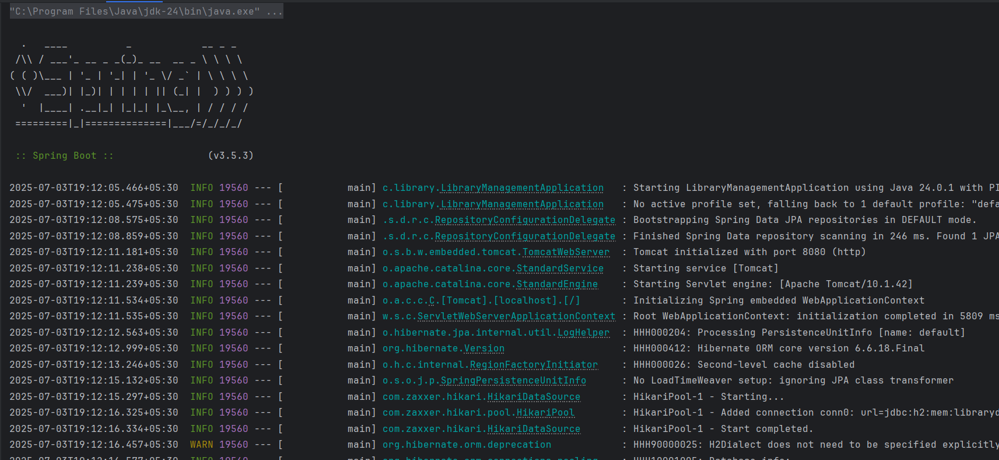 "C:\Program Files\Java\jdk-24\bin\java.exe" ...
  .   ____          _            __ _ _
 /\\ / ___'_ __ _ _(_)_ __  __ _ \ \ \ \
( ( )\___ | '_ | '_| | '_ \/ _` | \ \ \ \
 \\/  ___)| |_)| | | | | || (_| |  ) ) ) )
  '  |____| .__|_| |_|_| |_\__, | / / / /
 =========|_|==============|___/=/_/_/_/
 :: Spring Boot ::                (v3.5.3)
2025-07-03T19:12:05.466+05:30  INFO 19560 --- [           main] c.library.LibraryManagementApplication   : Starting LibraryManagementApplication using Java 24.0.1 with PI
2025-07-03T19:12:05.475+05:30  INFO 19560 --- [           main] c.library.LibraryManagementApplication   : No active profile set, falling back to 1 default profile: "defa
2025-07-03T19:12:08.575+05:30  INFO 19560 --- [           main] .s.d.r.c.RepositoryConfigurationDelegate : Bootstrapping Spring Data JPA repositories in DEFAULT mode.
2025-07-03T19:12:08.859+05:30  INFO 19560 --- [           main] .s.d.r.c.RepositoryConfigurationDelegate : Finished Spring Data repository scanning in 246 ms. Found 1 JPA
2025-07-03T19:12:11.181+05:30  INFO 19560 --- [           main] o.s.b.w.embedded.tomcat.TomcatWebServer  : Tomcat initialized with port 8080 (http)
2025-07-03T19:12:11.238+05:30  INFO 19560 --- [           main] o.apache.catalina.core.StandardService   : Starting service [Tomcat]
2025-07-03T19:12:11.239+05:30  INFO 19560 --- [           main] o.apache.catalina.core.StandardEngine    : Starting Servlet engine: [Apache Tomcat/10.1.42]
2025-07-03T19:12:11.534+05:30  INFO 19560 --- [           main] o.a.c.c.C.[Tomcat].[localhost].[/]       : Initializing Spring embedded WebApplicationContext
2025-07-03T19:12:11.535+05:30  INFO 19560 --- [           main] w.s.c.ServletWebServerApplicationContext : Root WebApplicationContext: initialization completed in 5809 ms
2025-07-03T19:12:12.563+05:30  INFO 19560 --- [           main] o.hibernate.jpa.internal.util.LogHelper  : HHH000204: Processing PersistenceUnitInfo [name: default]
2025-07-03T19:12:12.999+05:30  INFO 19560 --- [           main] org.hibernate.Version                    : HHH000412: Hibernate ORM core version 6.6.18.Final
2025-07-03T19:12:13.246+05:30  INFO 19560 --- [           main] o.h.c.internal.RegionFactoryInitiator    : HHH000026: Second-level cache disabled
2025-07-03T19:12:15.132+05:30  INFO 19560 --- [           main] o.s.o.j.p.SpringPersistenceUnitInfo      : No LoadTimeWeaver setup: ignoring JPA class transformer
2025-07-03T19:12:15.297+05:30  INFO 19560 --- [           main] com.zaxxer.hikari.HikariDataSource       : HikariPool-1 - Starting...
2025-07-03T19:12:16.325+05:30  INFO 19560 --- [           main] com.zaxxer.hikari.pool.HikariPool        : HikariPool-1 - Added connection conn0: url=jdbc:h2:mem:libraryd
2025-07-03T19:12:16.334+05:30  INFO 19560 --- [           main] com.zaxxer.hikari.HikariDataSource       : HikariPool-1 - Start completed.
2025-07-03T19:12:16.457+05:30  WARN 19560 --- [           main] org.hibernate.orm.deprecation            : HHH90000025: H2Dialect does not need to be specified explicitly
2025-07-03T19:12:16.577+05:30  INFO 19560 --- [           main] org.hibernate.orm.connections.pooling    : HHH10001005: Database info: